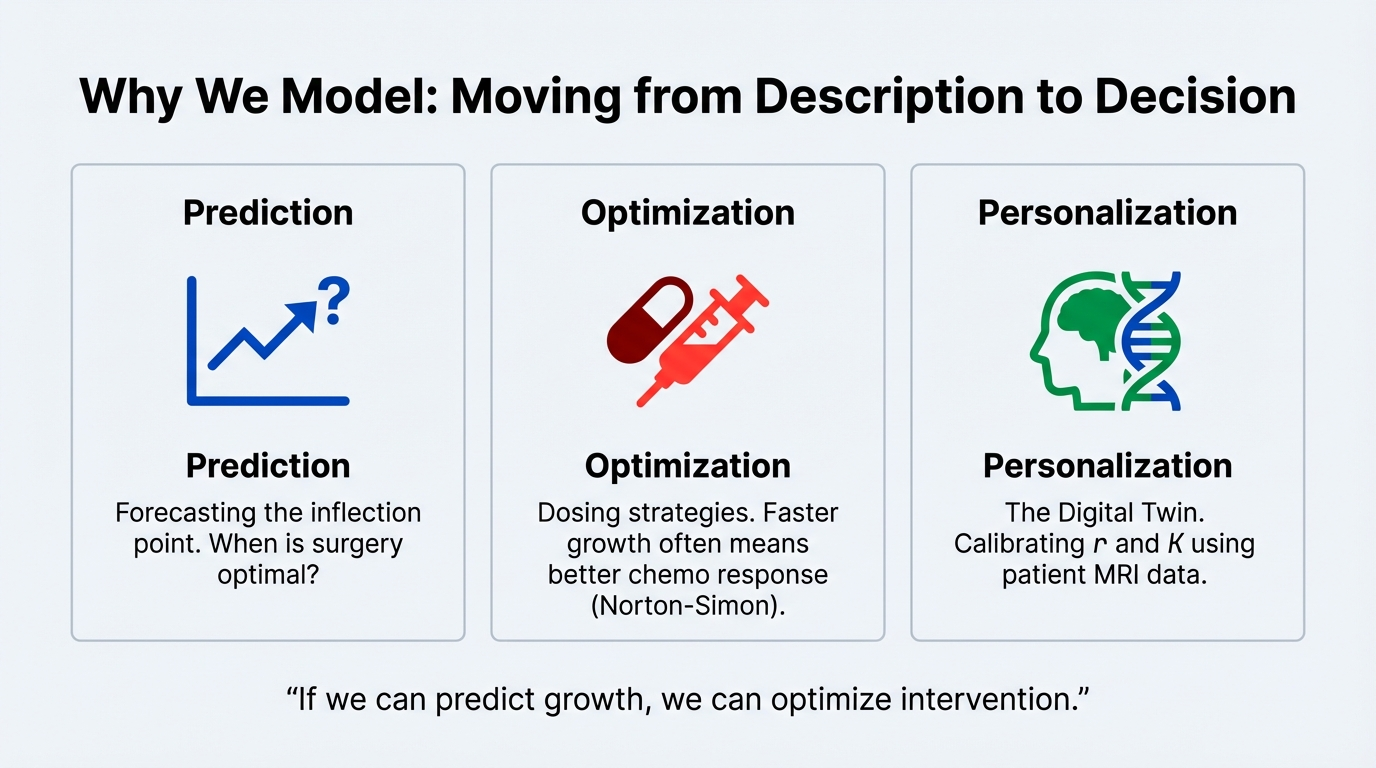 Why We Model: Moving from Description to Decision
Prediction
?
Prediction
Forecasting the inflection
point. When is surgery
optimal?
Optimization
Optimization
Dosing strategies. Faster
growth often means
better chemo response
(Norton-Simon).
Personalization
Personalization
The Digital Twin.
Calibrating r and K using
patient MRI data.
“If we can predict growth, we can optimize intervention.”